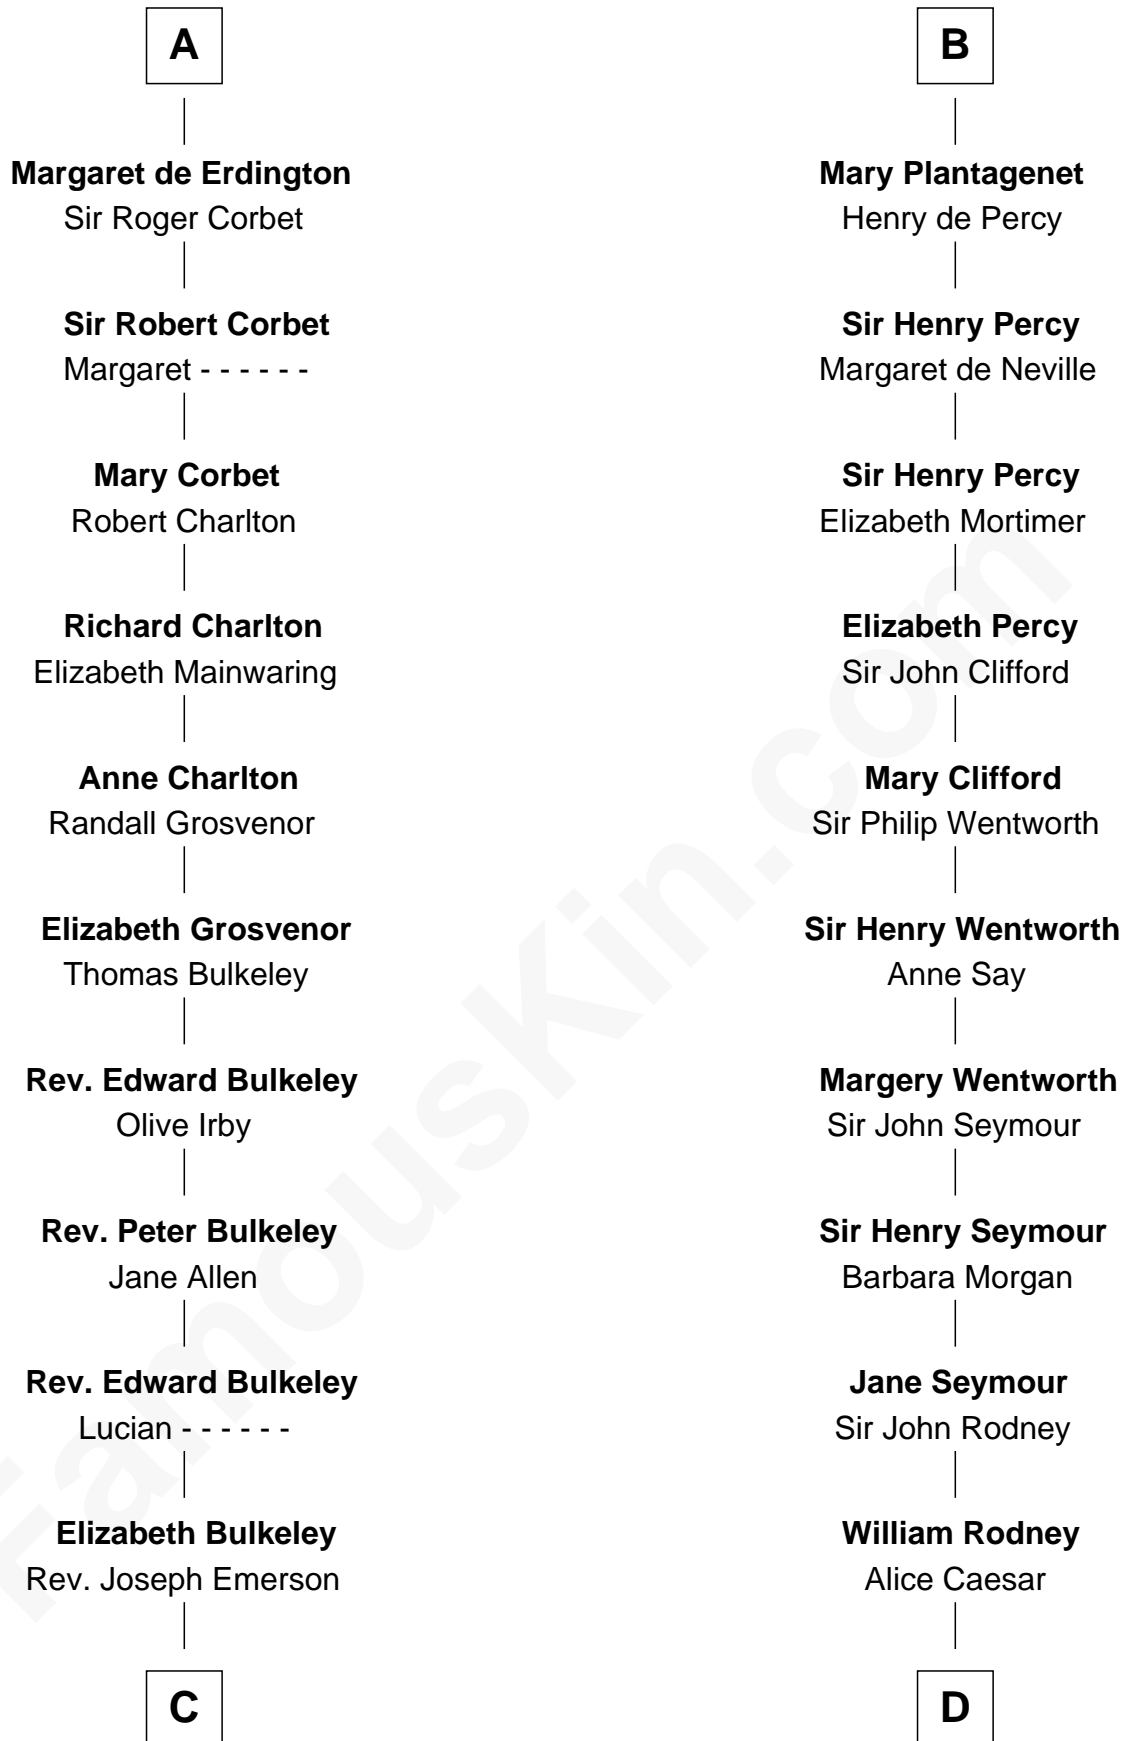 A
Margaret de Erdington
Sir Roger Corbet
Sir Robert Corbet
Margaret - - - - - -
Mary Corbet
Robert Charlton
Richard Charlton
Elizabeth Mainwaring
Anne Charlton
Randall Grosvenor
Elizabeth Grosvenor
Thomas Bulkeley
Rev. Edward Bulkeley
Olive Irby
Rev. Peter Bulkeley
Jane Allen
Rev. Edward Bulkeley
Lucian - - - - - -
Elizabeth Bulkeley
Rev. Joseph Emerson
C
B
Mary Plantagenet
Henry de Percy
Sir Henry Percy
Margaret de Neville
Sir Henry Percy
Elizabeth Mortimer
Elizabeth Percy
Sir John Clifford
Mary Clifford
Sir Philip Wentworth
Sir Henry Wentworth
Anne Say
Margery Wentworth
Sir John Seymour
Sir Henry Seymour
Barbara Morgan
Jane Seymour
Sir John Rodney
William Rodney
Alice Caesar
D
FamousKin.com